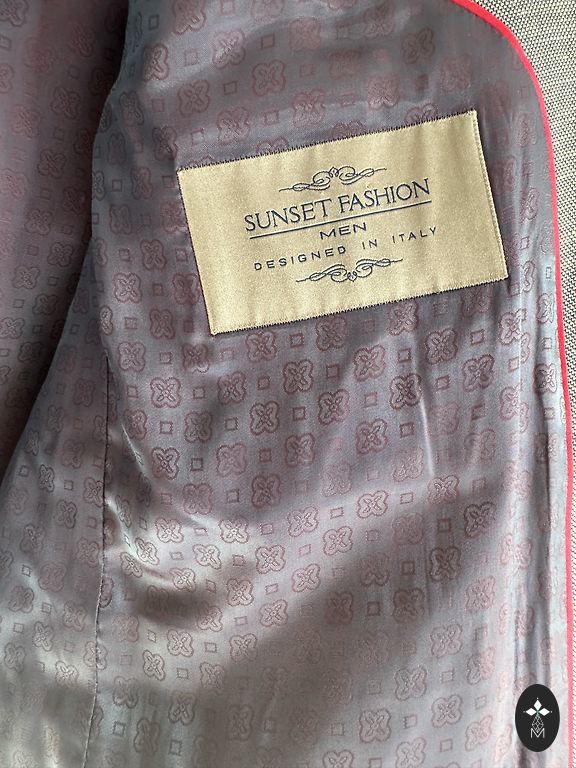 SUNSET FASHION
MEN
DESIGNED IN ITALY
M